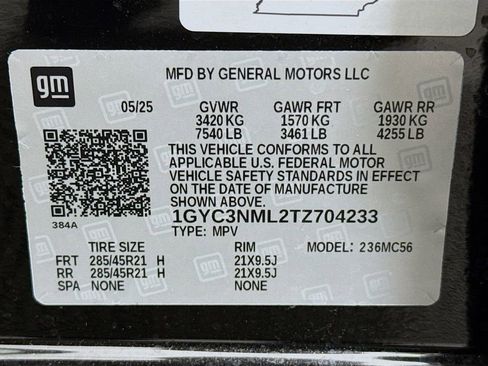 gm
MFD BY GENERAL MOTORS LLC
05/25 GVWR GAWR FRT GAWR RR
3420 KG 1570 KG 1930 KG
7540 LB 3461 LB 4255 LB
THIS VEHICLE CONFORMS TO ALL
APPLICABLE U.S. FEDERAL MOTOR
VEHICLE SAFETY STANDARDS IN EFFECT
ON THE DATE OF MANUFACTURE SHOWN
ABOVE.
384A
1GYC3NML2TZ704233
TYPE: MPV
TIRE SIZE RIM MODEL: 236MC56
FRT 285/45R21 H 21X9.5J
RR 285/45R21 H 21X9.5J
SPA NONE NONE